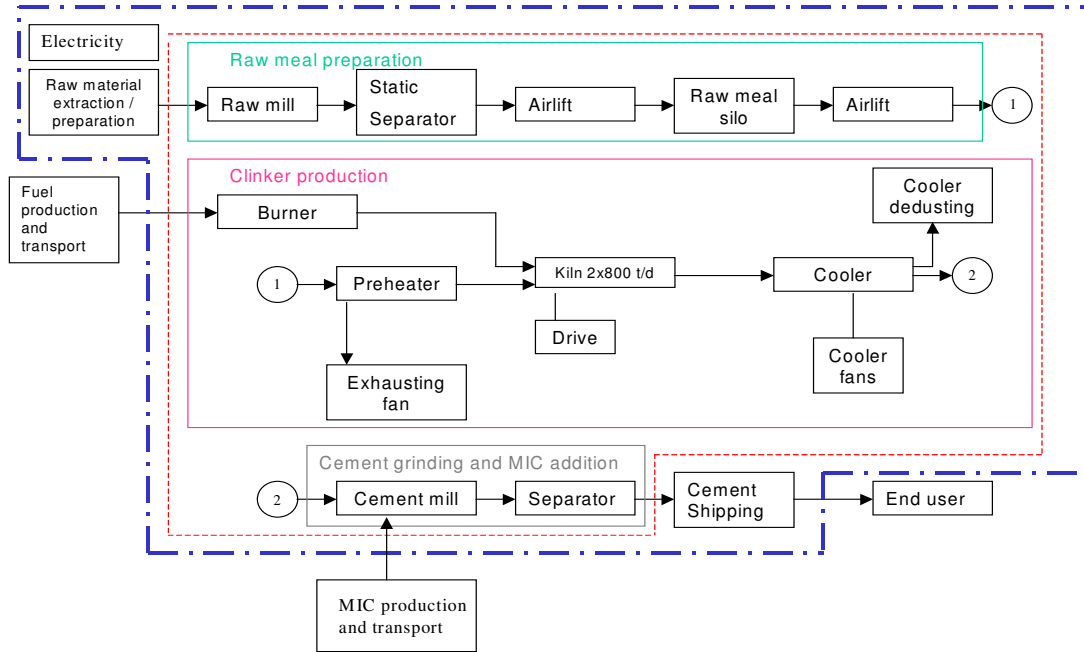 Electricity
Raw material
extraction /
preparation
Raw meal preparation
Raw mill
Static
Separator
Airlift
Raw meal
silo
Airlift
1
Fuel
production
and
transport
Clinker production
Burner
Cooler
dedusting
1
Preheater
Kiln 2x800 t/d
Cooler
2
Drive
Exhausting
fan
Cooler
fans
Cement grinding and MIC addition
2
Cement mill
Separator
Cement
Shipping
End user
MIC production
and transport